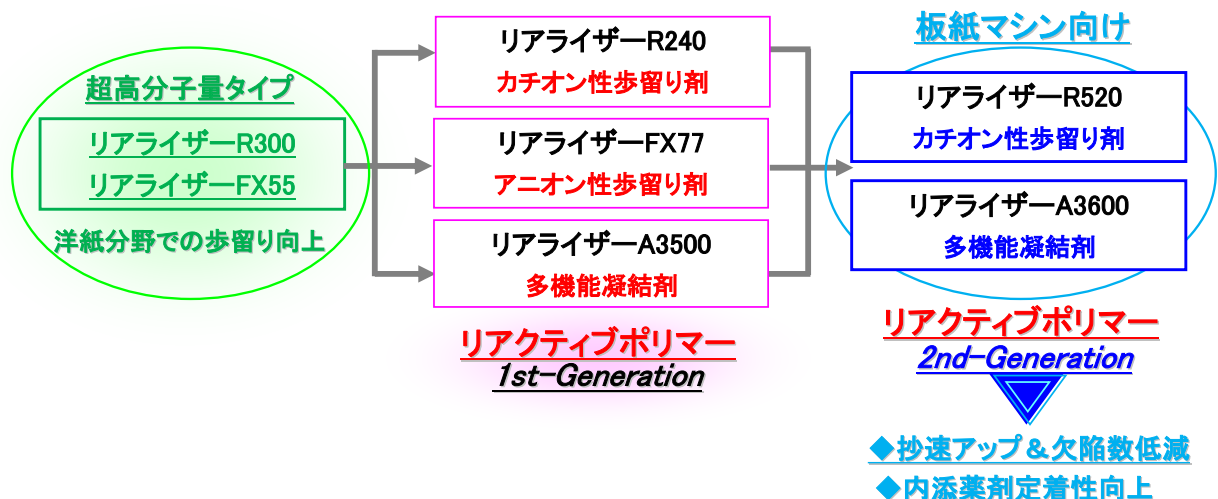 超高分子量タイプ
リアライザーR300
リアライザーFX55
洋紙分野での歩留り向上
リアライザーR240
カチオン性歩留り剤
リアライザーFX77
アニオン性歩留り剤
リアライザーA3500
多機能凝結剤
リアクティブポリマー
1st-Generation
板紙マシン向け
リアライザーR520
カチオン性歩留り剤
リアライザーA3600
多機能凝結剤
リアクティブポリマー
2nd-Generation
◆抄速アップ&欠陥数低減
◆内添薬剤定着性向上